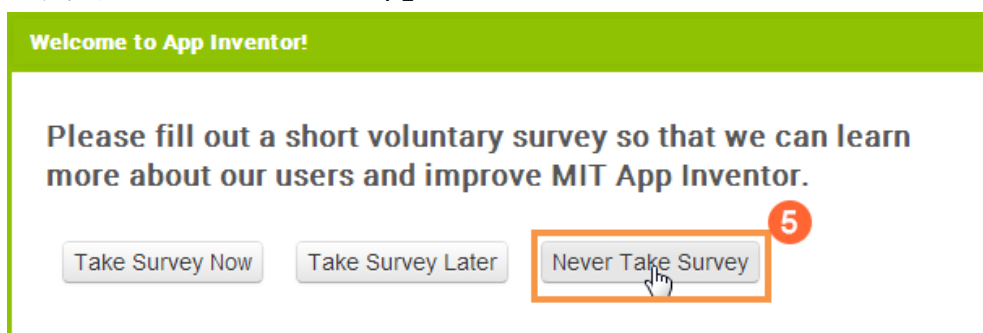 Welcome to App Inventor!
Please fill out a short voluntary survey so that we can learn
more about our users and improve MIT App Inventor.
5
Take Survey Now Take Survey Later Never Take Survey